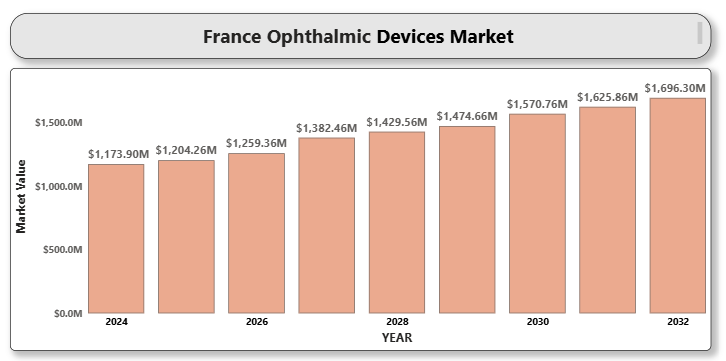 France Ophthalmic Devices Market
$1,696.30M
$1,625.86M
$1,570.76M
$1,474.66M
$1,429.56M
$1,382.46M
$1,259.36M
$1,204.26M
$1,173.90M
$1,500.0M
$1,000.0M
$500.0M
$0.0M
Market Value
2024 2026 2028 2030 2032
YEAR